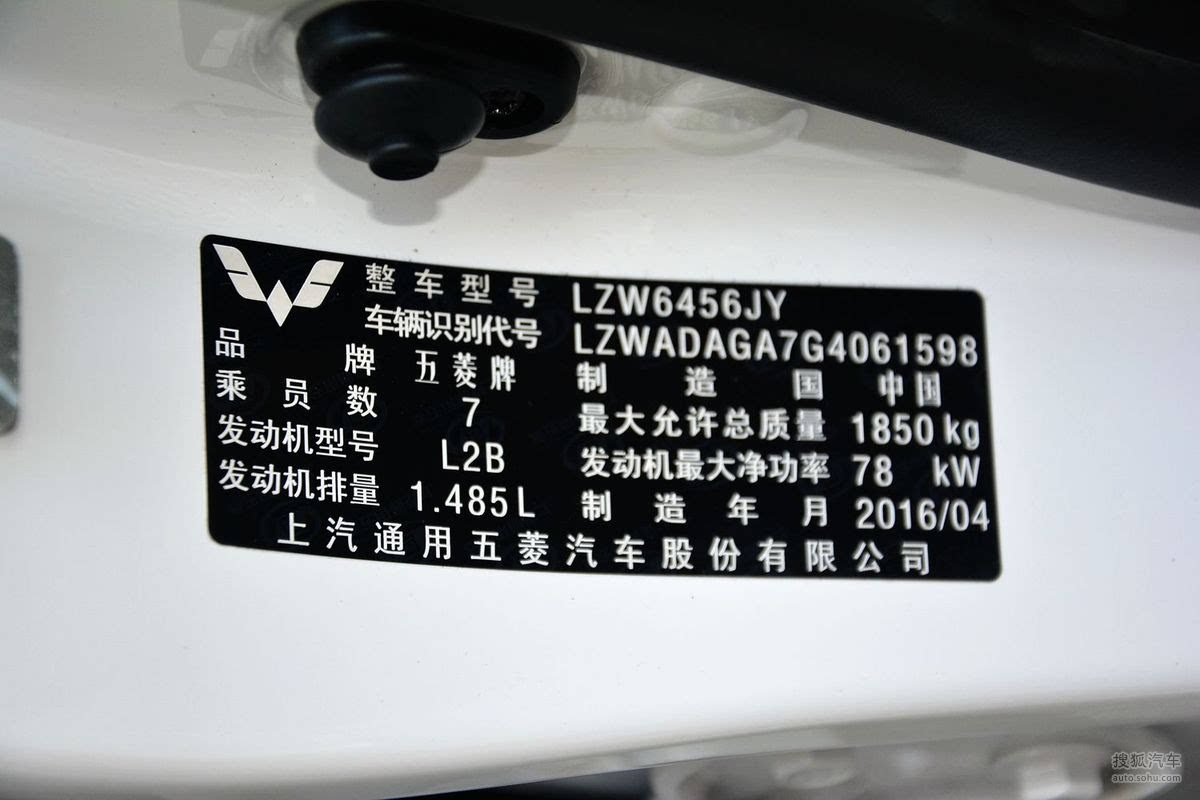 整车型号 LZW6456JY
车辆识别代号 LZWADAGA7G4061598
品牌 五菱牌 制造国 中国
乘员数 7 最大允许总质量 1850 kg
发动机型号 L2B 发动机最大净功率 78 kW
发动机排量 1.485L 制造年月 2016/04
上汽通用五菱汽车股份有限公司
搜狐汽车
auto.sohu.com